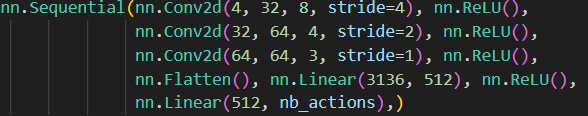 nn.Sequential(nn.Conv2d(4, 32, 8, stride=4), nn.ReLU(),
nn.Conv2d(32, 64, 4, stride=2), nn.ReLU(),
nn.Conv2d(64, 64, 3, stride=1), nn.ReLU(),
nn.Flatten(), nn.Linear(3136, 512), nn.ReLU(),
nn.Linear(512, nb_actions),)